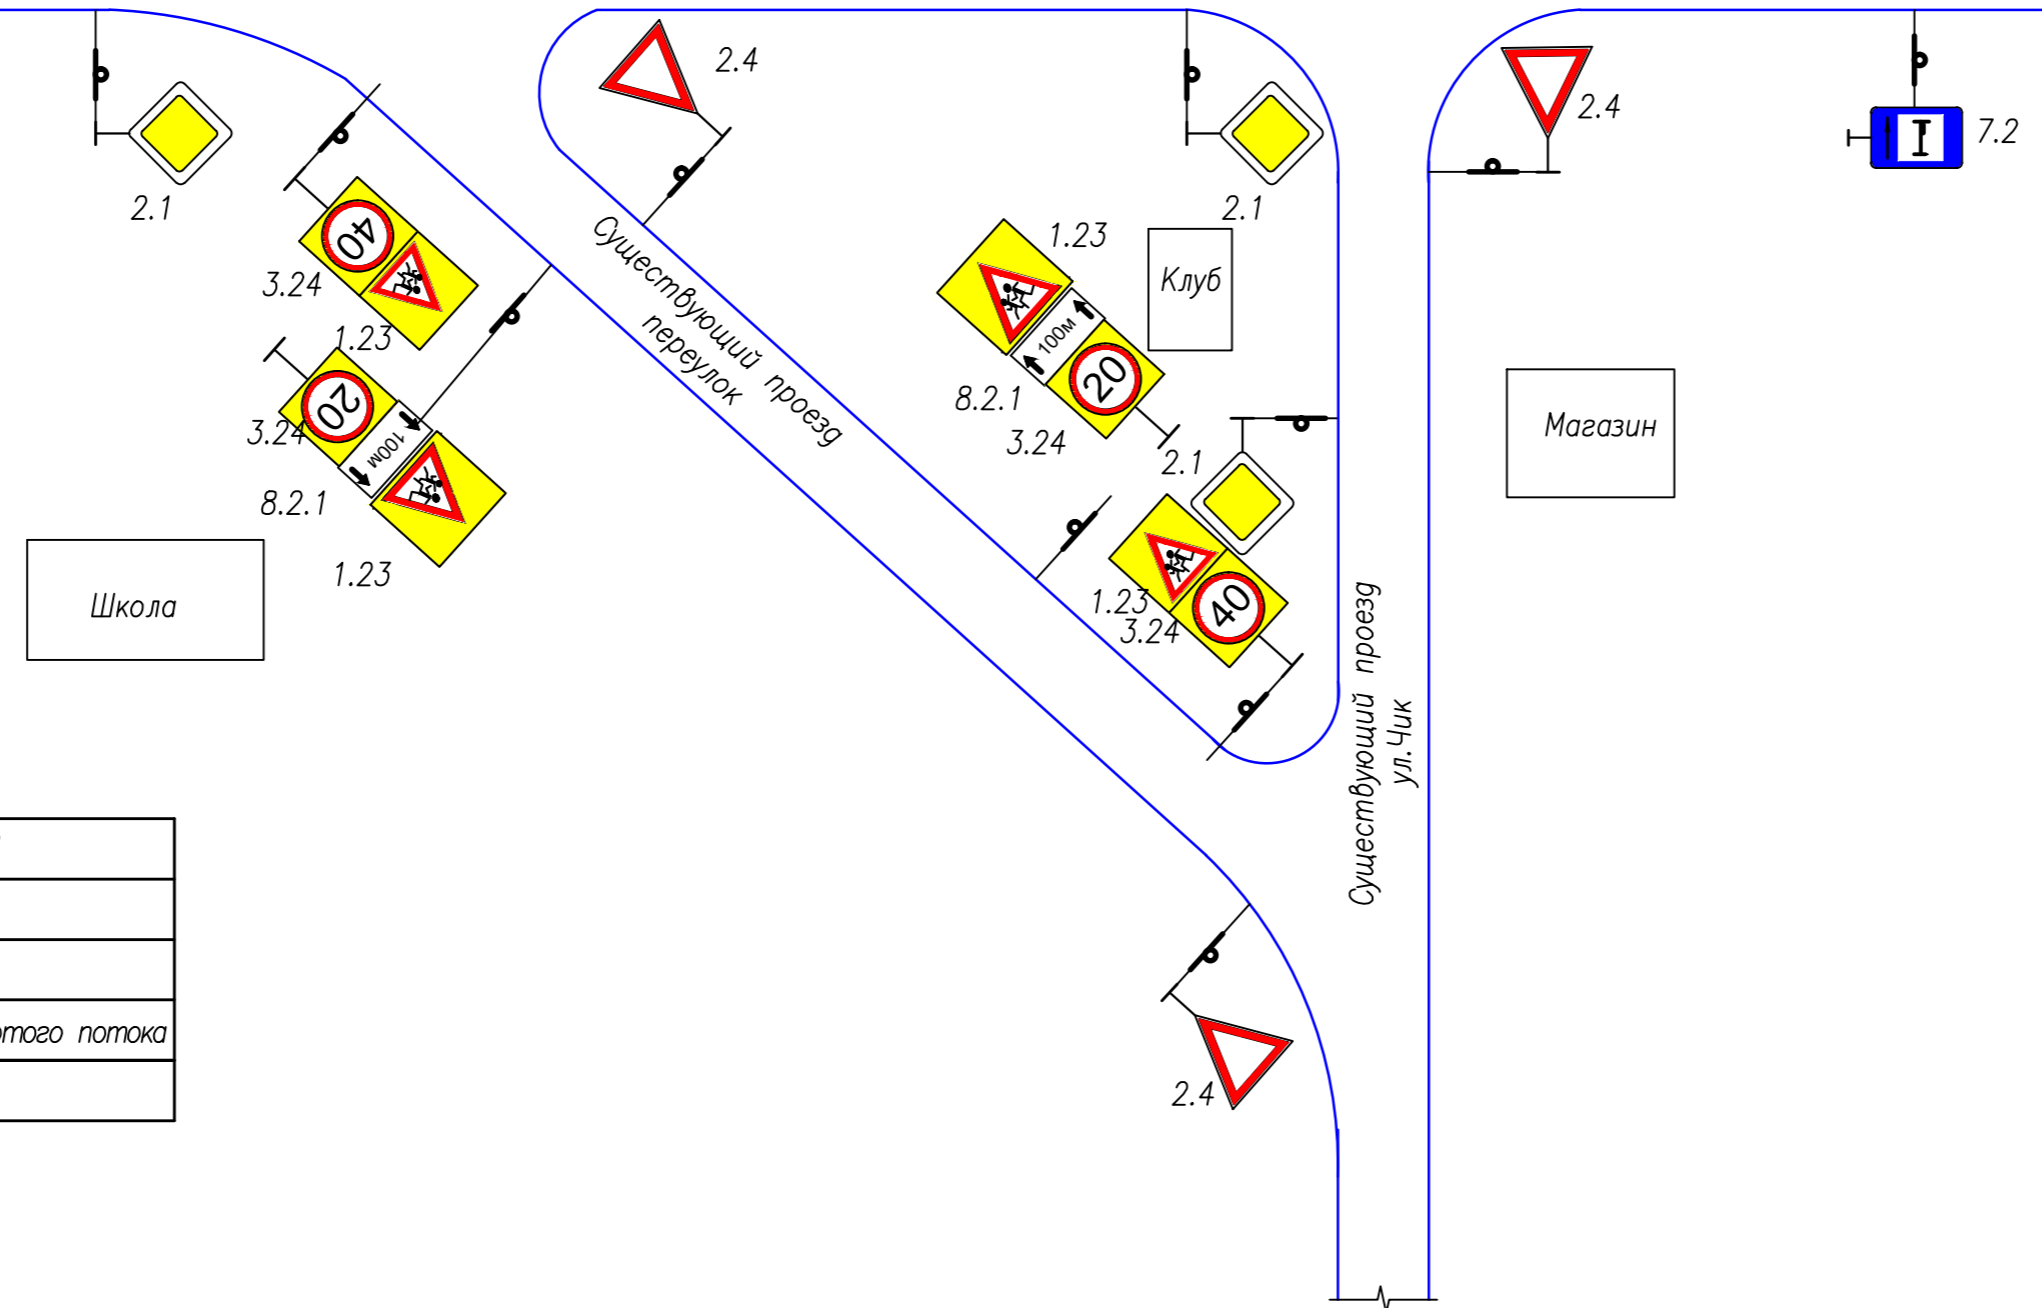 2.4
2.4
7.2
2.1
2.1
40
3.24
1.23
Существующий проезд
переулок
1.23
100м
20
8.2.1
3.24
Клуб
20
3.24
100м
8.2.1
1.23
2.1
Магазин
1.23
40
3.24
Школа
Существующий проезд
ул.Чик
потока
2.4